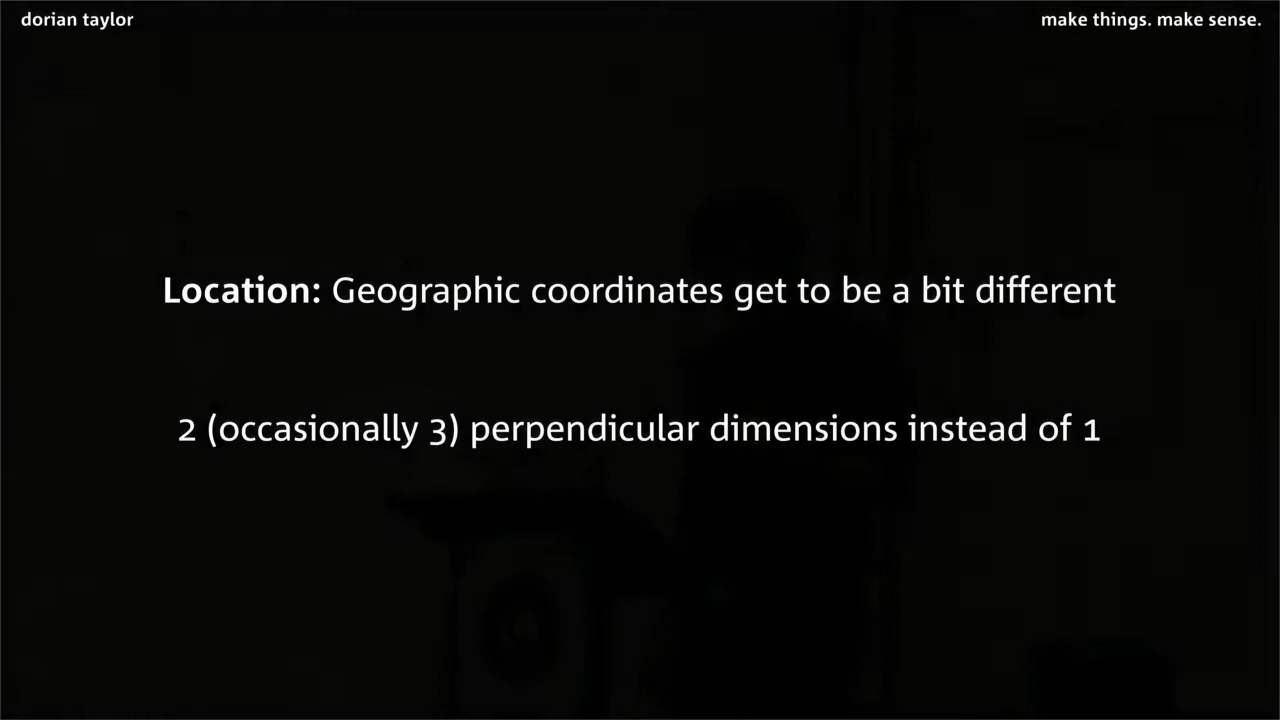 dorian taylor
make things. make sense.
Location: Geographic coordinates get to be a bit different
2 (occasionally 3) perpendicular dimensions instead of 1